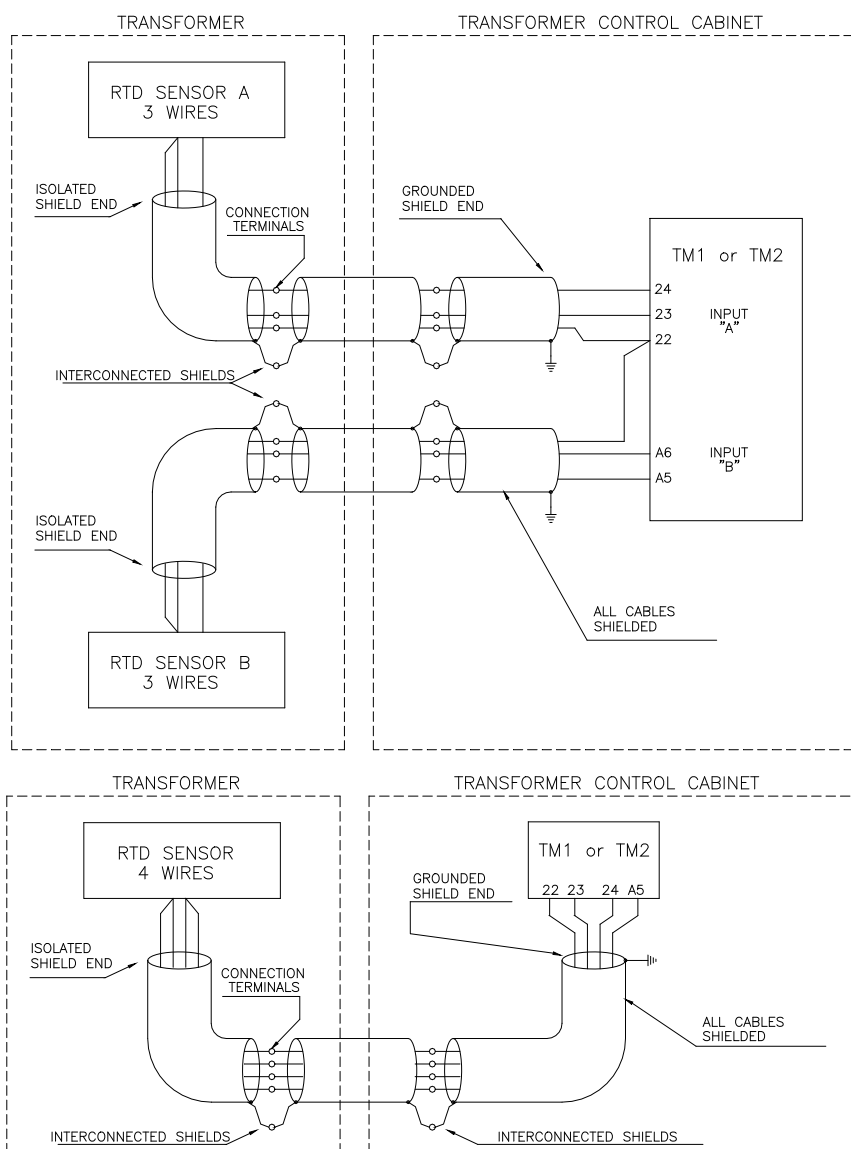 TRANSFORMER
TRANSFORMER CONTROL CABINET
RTD SENSOR A
3 WIRES
ISOLATED
SHIELD END
CONNECTION
TERMINALS
GROUNDED
SHIELD END
TM1 or TM2
24
23
22
INPUT
"A"
INTERCONNECTED SHIELDS
A6
A5
INPUT
"B"
ISOLATED
SHIELD END
ALL CABLES
SHIELDED
RTD SENSOR B
3 WIRES
TRANSFORMER
TRANSFORMER CONTROL CABINET
RTD SENSOR
4 WIRES
TM1 or TM2
22 23 24 A5
GROUNDED
SHIELD END
ISOLATED
SHIELD END
CONNECTION
TERMINALS
ALL CABLES
SHIELDED
INTERCONNECTED SHIELDS
INTERCONNECTED SHIELDS